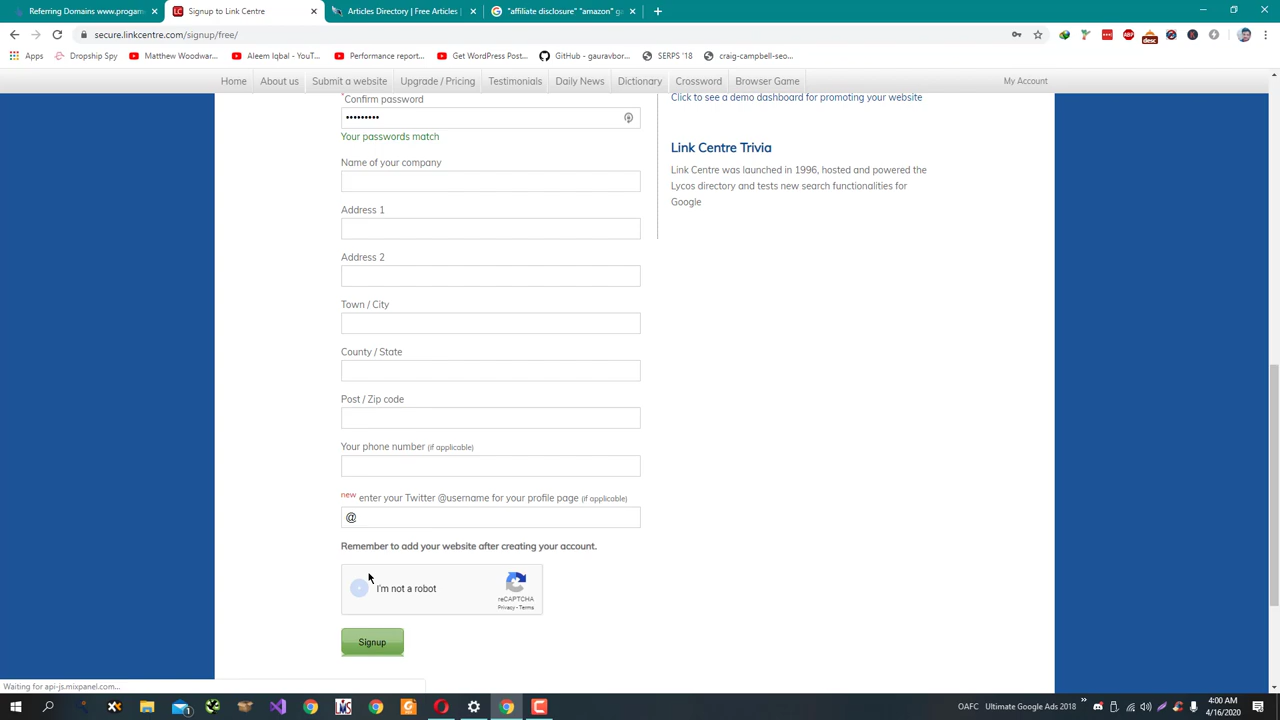 Referring Domains www.progam
Signup to Link Centre
Articles Directory | Free Articles |
"affiliate disclosure" "amazon" g
secure.linkcentre.com/signup/free/
Apps
Dropship Spy
Matthew Woodwar...
Aleem Iqbal - YouT...
Performance report...
Get WordPress Post...
GitHub - gauravbor...
SERPS '18
craig-campbell-seo...
Home
About us
Submit a website
Upgrade / Pricing
Testimonials
Daily News
Dictionary
Crossword
Browser Game
My Account
*Confirm password
•••••••••
Your passwords match
Name of your company
Address 1
Address 2
Town / City
County / State
Post / Zip code
Your phone number (if applicable)
new enter your Twitter @username for your profile page (if applicable)
@
Remember to add your website after creating your account.
I'm not a robot
reCAPTCHA
Privacy - Terms
Signup
Click to see a demo dashboard for promoting your website
Link Centre Trivia
Link Centre was launched in 1996, hosted and powered the
Lycos directory and tests new search functionalities for
Google
Waiting for api-js.mixpanel.com...
OAFC
Ultimate Google Ads 2018
4:00 AM
4/16/2020